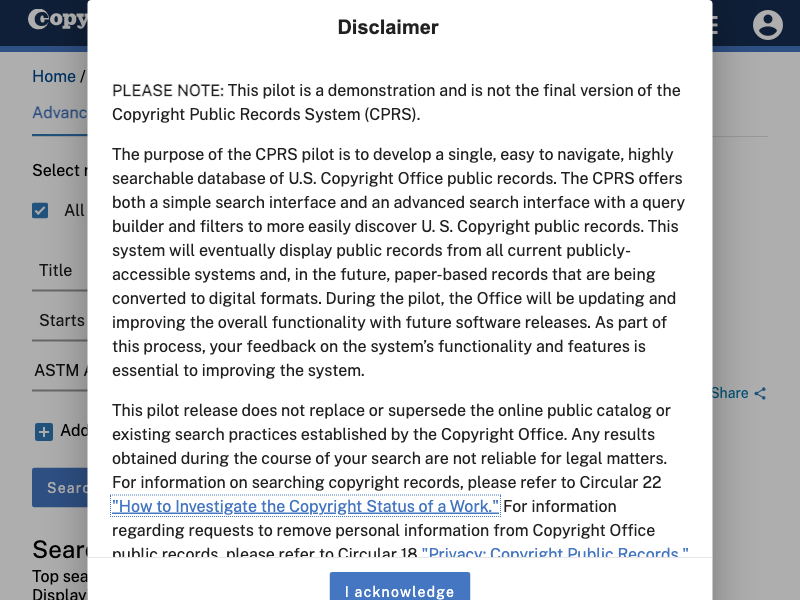 Copy
Disclaimer
Home /
Advanc
PLEASE NOTE: This pilot is a demonstration and is not the final version of the
Copyright Public Records System (CPRS).
The purpose of the CPRS pilot is to develop a single, easy to navigate, highly
searchable database of U.S. Copyright Office public records. The CPRS offers
both a simple search interface and an advanced search interface with a query
builder and filters to more easily discover U. S. Copyright public records. This
system will eventually display public records from all current publicly-
accessible systems and, in the future, paper-based records that are being
converted to digital formats. During the pilot, the Office will be updating and
improving the overall functionality with future software releases. As part of
this process, your feedback on the system's functionality and features is
essential to improving the system.
This pilot release does not replace or supersede the online public catalog or
existing search practices established by the Copyright Office. Any results
obtained during the course of your search are not reliable for legal matters.
For information on searching copyright records, please refer to Circular 22
"How to Investigate the Copyright Status of a Work." For information
regarding requests to remove personal information from Copyright Office
public records, please refer to Circular 18 "Privacy: Copyright Public Records."
I acknowledge
Select r
All
Title
Starts
ASTM A
Add
Searc
Share
Sear
Top sea
Display